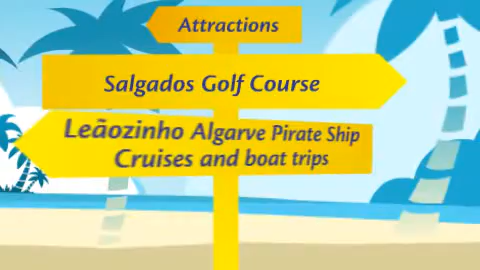 Attractions
Salgados Golf Course
Leãozinho Algarve Pirate Ship
Cruises and boat trips